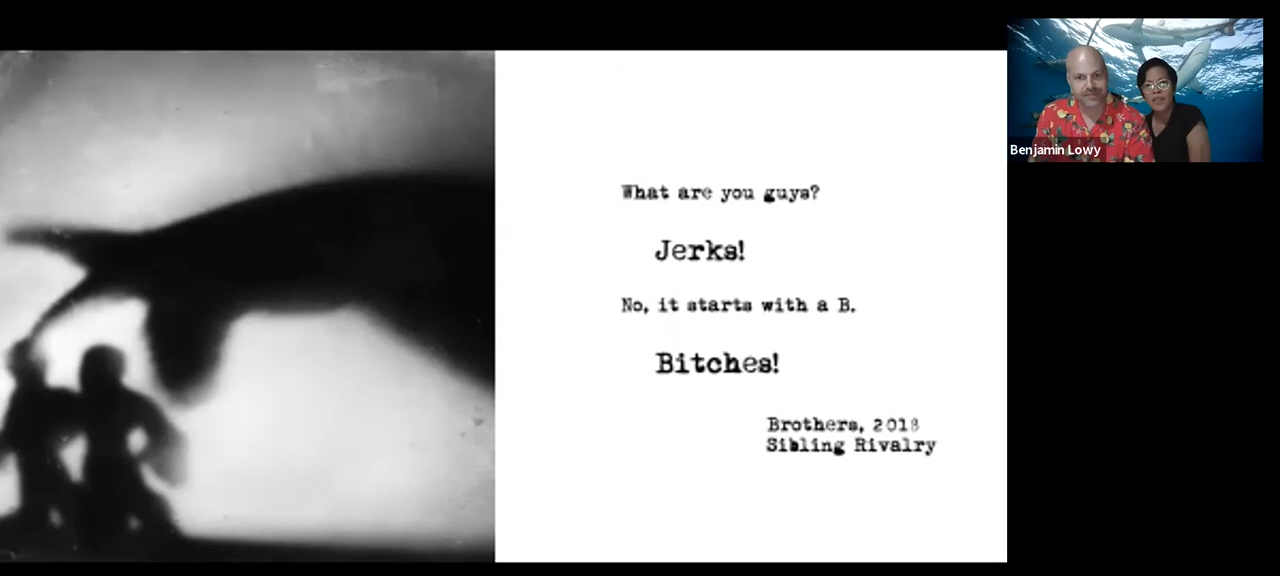 What are you guys?
Jerks!
No, it starts with a B.
Bitches!
Brothers, 2018
Sibling Rivalry
Benjamin Lowy